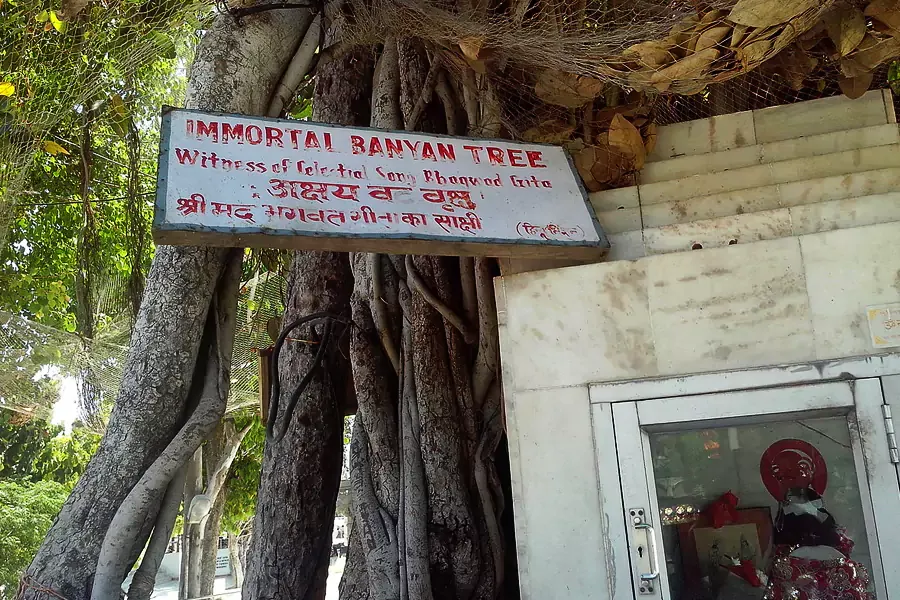 IMMORTAL BANYAN TREE
Witness of Celestial Song Bhagwad Gita
अक्षय वट वृक्ष
श्री मद भगवत गीता का साक्षी